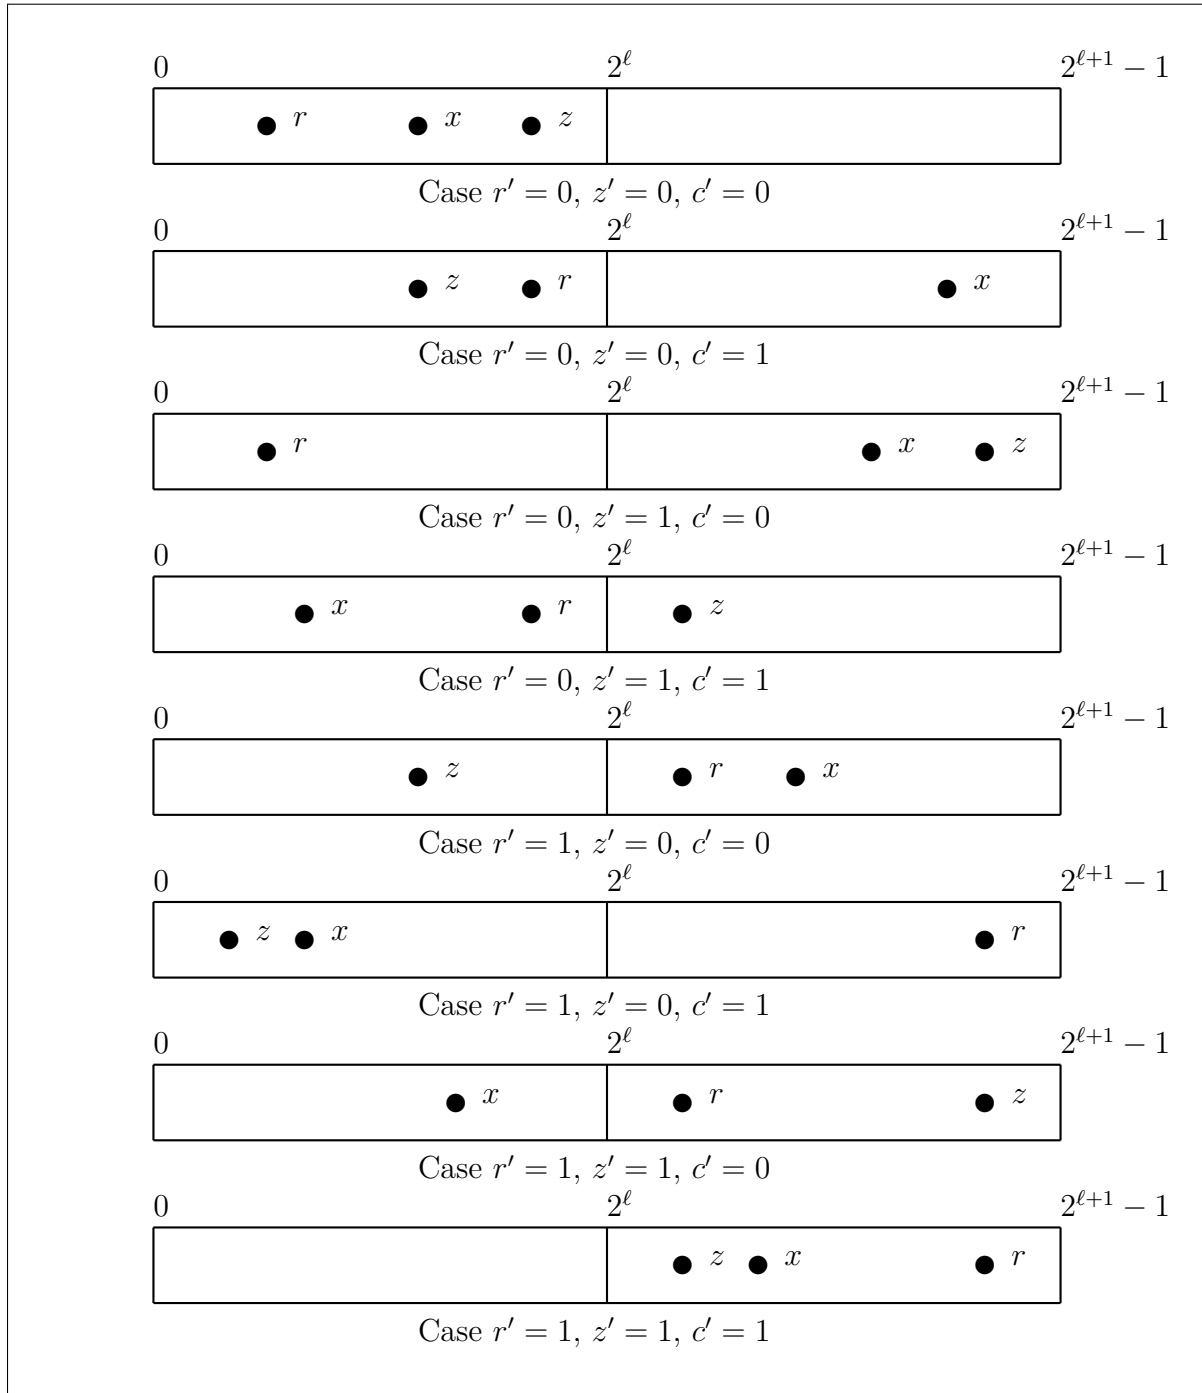 0 2^ℓ 2^{ℓ+1} − 1
r x z
Case r′ = 0, z′ = 0, c′ = 0
0 2^ℓ 2^{ℓ+1} − 1
z r x
Case r′ = 0, z′ = 0, c′ = 1
0 2^ℓ 2^{ℓ+1} − 1
r x z
Case r′ = 0, z′ = 1, c′ = 0
0 2^ℓ 2^{ℓ+1} − 1
x r z
Case r′ = 0, z′ = 1, c′ = 1
0 2^ℓ 2^{ℓ+1} − 1
z r x
Case r′ = 1, z′ = 0, c′ = 0
0 2^ℓ 2^{ℓ+1} − 1
z x r
Case r′ = 1, z′ = 0, c′ = 1
0 2^ℓ 2^{ℓ+1} − 1
x r z
Case r′ = 1, z′ = 1, c′ = 0
0 2^ℓ 2^{ℓ+1} − 1
z x r
Case r′ = 1, z′ = 1, c′ = 1